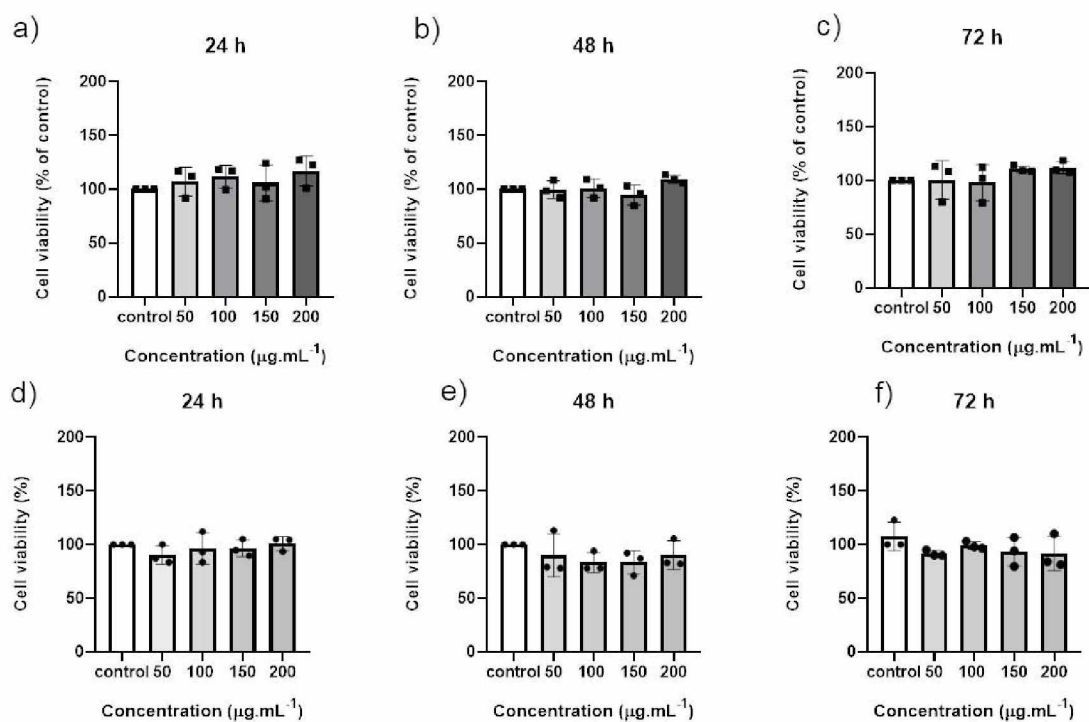 a)
24 h
Cell viability (% of control)
200
150
100
50
0
control 50 100 150 200
Concentration (µg.mL⁻¹)
b)
48 h
Cell viability (% of control)
200
150
100
50
0
control 50 100 150 200
Concentration (µg.mL⁻¹)
c)
72 h
Cell viability (% of control)
200
150
100
50
0
control 50 100 150 200
Concentration (µg.mL⁻¹)
d)
24 h
Cell viability (%)
200
150
100
50
0
control 50 100 150 200
Concentration (µg.mL⁻¹)
e)
48 h
Cell viability (%)
200
150
100
50
0
control 50 100 150 200
Concentration (µg.mL⁻¹)
f)
72 h
Cell viability (%)
200
150
100
50
0
control 50 100 150 200
Concentration (µg.mL⁻¹)